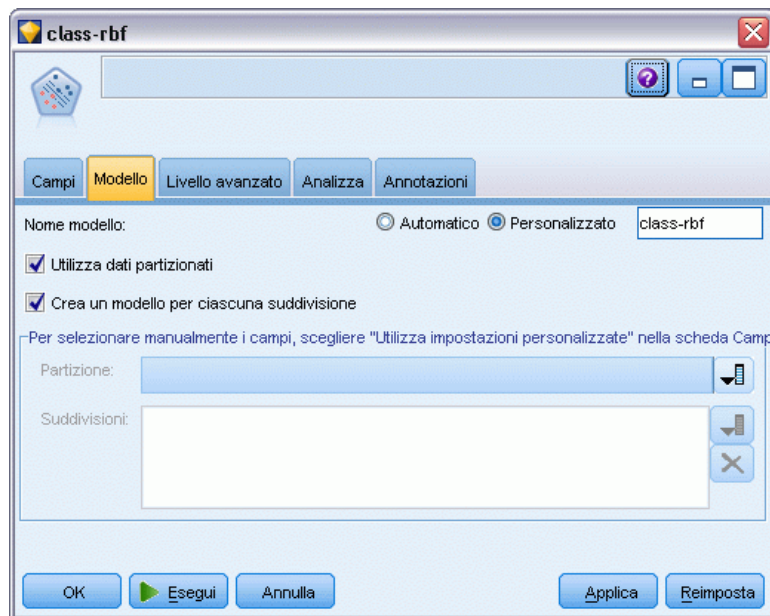 class-rbf
Campi Modello Livello avanzato Analizza Annotazioni
Nome modello: Automatico Personalizzato class-rbf
Utilizza dati partizionati
Crea un modello per ciascuna suddivisione
Per selezionare manualmente i campi, scegliere "Utilizza impostazioni personalizzate" nella scheda Camp
Partizione:
Suddivisioni:
OK Esegui Annulla Applica Reimposta